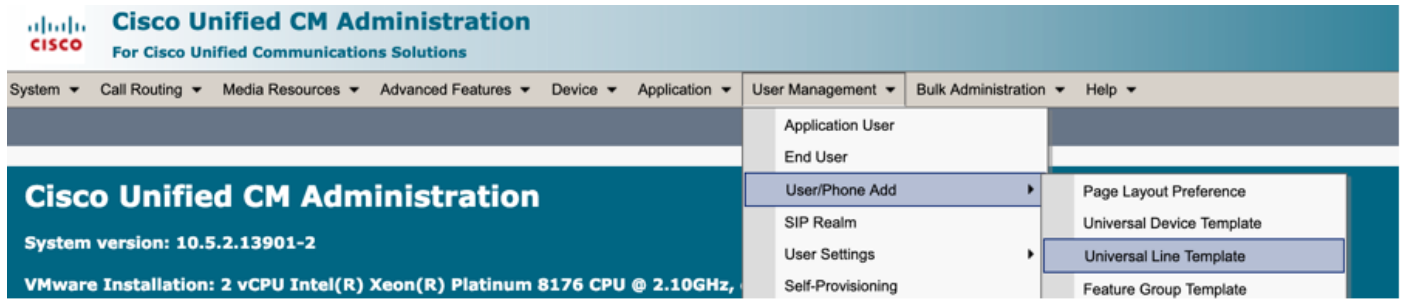 Cisco Unified CM Administration
CISCO
For Cisco Unified Communications Solutions
System Call Routing Media Resources Advanced Features Device Application User Management Bulk Administration Help
Application User
End User
User/Phone Add
SIP Realm
User Settings
Self-Provisioning
Page Layout Preference
Universal Device Template
Universal Line Template
Feature Group Template
Cisco Unified CM Administration
System version: 10.5.2.13901-2
VMware Installation: 2 vCPU Intel(R) Xeon(R) Platinum 8176 CPU @ 2.10GHz,